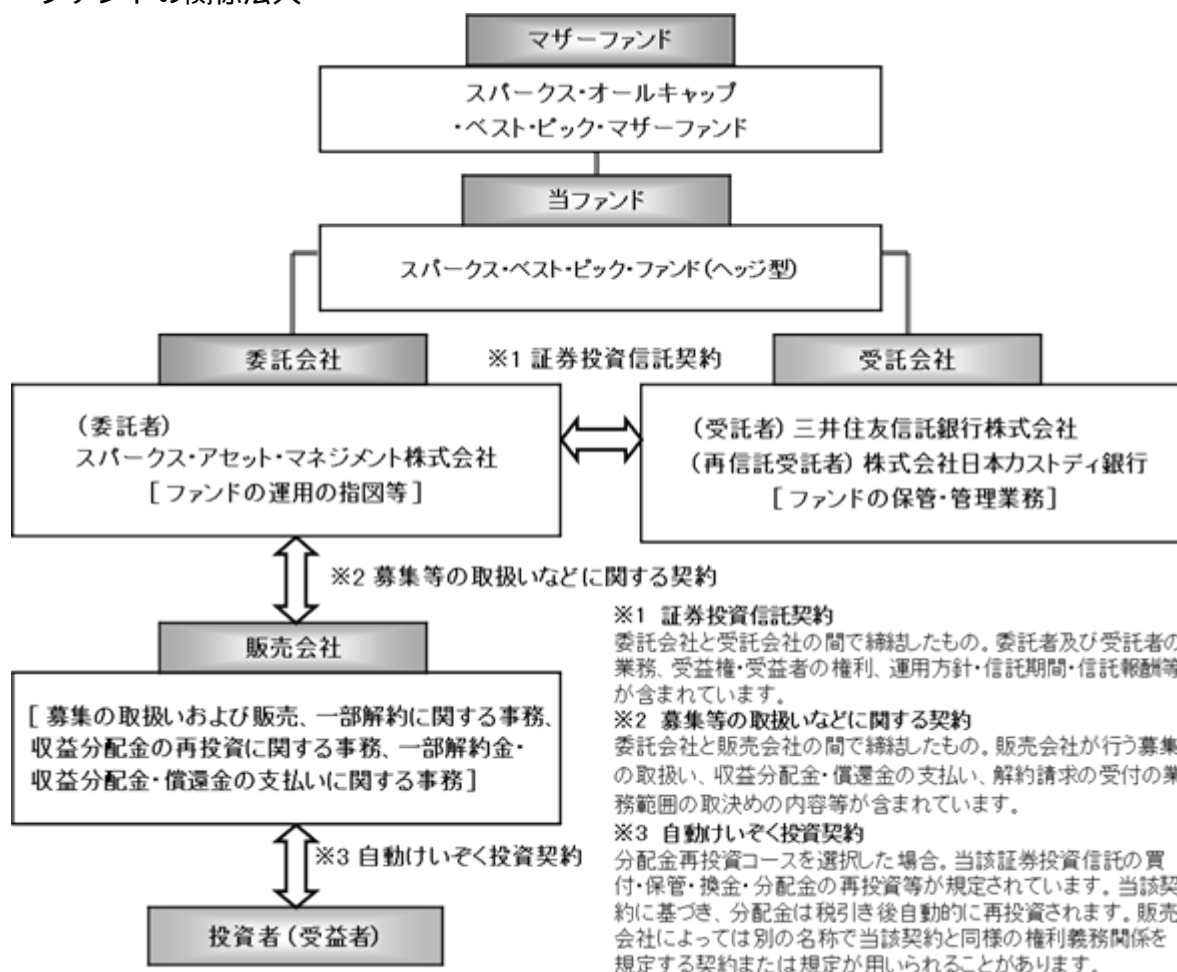 マザーファンド
スパークス・オールキャップ
・ベスト・ピック・マザーファンド
当ファンド
スパークス・ベスト・ピック・ファンド(ヘッジ型)
委託会社
※1 証券投資信託契約
受託会社
(委託者)
スパークス・アセット・マネジメント株式会社
[ファンドの運用の指図等]
(受託者) 三井住友信託銀行株式会社
(再信託受託者) 株式会社日本カストディ銀行
[ファンドの保管・管理業務]
※2 募集等の取扱いなどに関する契約
販売会社
[ 募集の取扱いおよび販売、一部解約に関する事務、
収益分配金の再投資に関する事務、一部解約金・
収益分配金・償還金の支払いに関する事務]
※3 自動けいぞく投資契約
投資者(受益者)
※1 証券投資信託契約
委託会社と受託会社の間で締結したもの。委託者及び受託者の
業務、受益権・受益者の権利、運用方針・信託期間・信託報酬等
が含まれています。
※2 募集等の取扱いなどに関する契約
委託会社と販売会社の間で締結したもの。販売会社が行う募集
の取扱い、収益分配金・償還金の支払い、解約請求の受付の業
務範囲の取決めの内容等が含まれています。
※3 自動けいぞく投資契約
分配金再投資コースを選択した場合。当該証券投資信託の買
付・保管・換金・分配金の再投資等が規定されています。当該契
約に基づき、分配金は税引き後自動的に再投資されます。販売
会社によっては別の名称で当該契約と同様の権利義務関係を
規定する契約または規定が用いられることがあります。